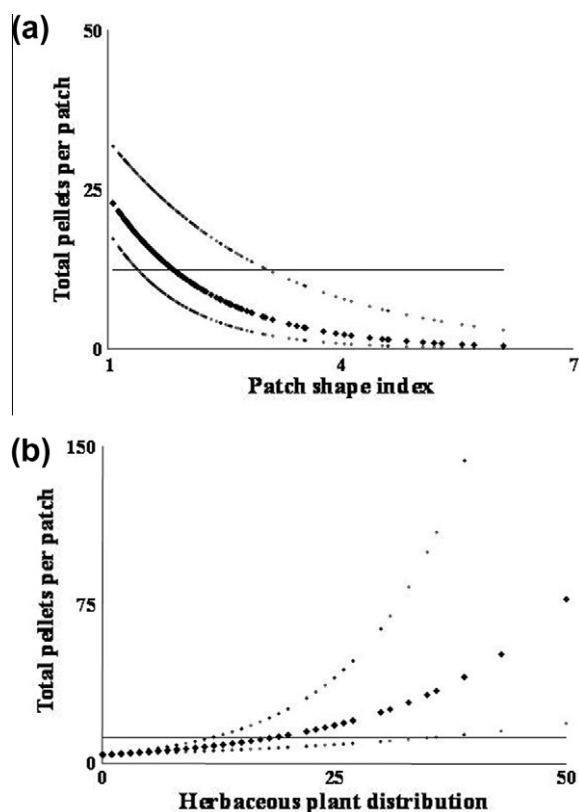 (a)
50
25
0
Total pellets per patch
1
4
7
Patch shape index
(b)
150
75
0
Total pellets per patch
0
25
50
Herbaceous plant distribution